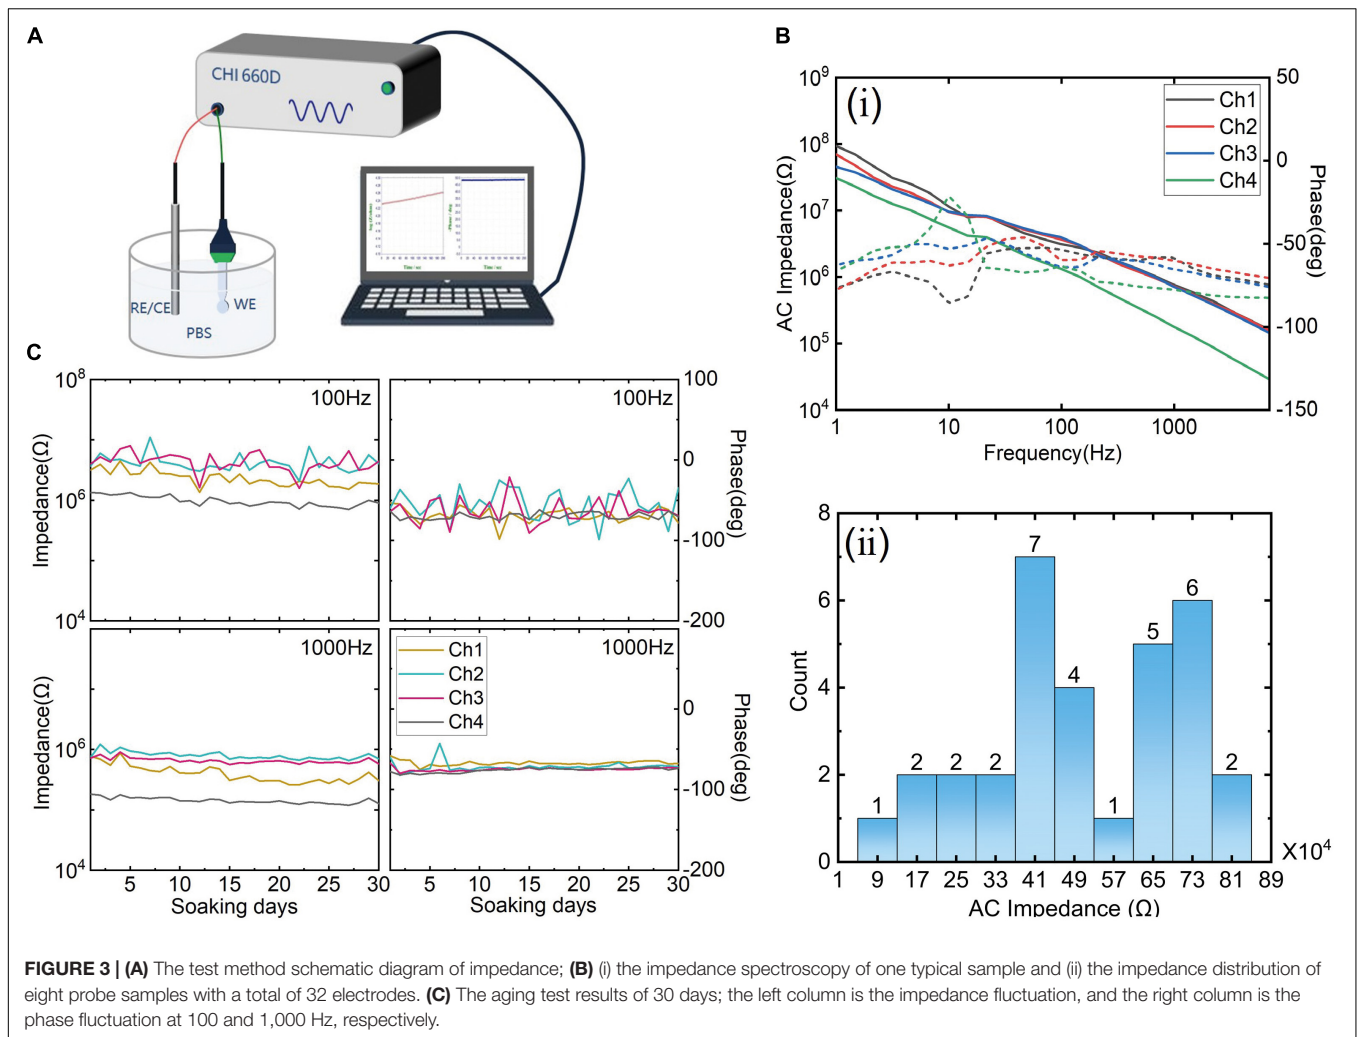 A
CHI 660D
RE/CE
WE
PBS
B
(i)
Ch1
Ch2
Ch3
Ch4
10⁹
10⁸
10⁷
10⁶
10⁵
10⁴
AC Impedance(Ω)
50
0
-50
-100
-150
Phase(deg)
1 10 100 1000
Frequency(Hz)
(ii)
8
6
4
2
0
Count
1 2 2 2 7 4 1 5 6 2
1 9 17 25 33 41 49 57 65 73 81 89
X10⁴
AC Impedance (Ω)
C
10⁸
10⁶
10⁴
Impedance(Ω)
100Hz
100Hz
100
0
-100
-200
Phase(deg)
10⁶
10⁴
Impedance(Ω)
1000Hz
Ch1
Ch2
Ch3
Ch4
1000Hz
0
-100
-200
Phase(deg)
5 10 15 20 25 30
Soaking days
5 10 15 20 25 30
Soaking days
FIGURE 3 | (A) The test method schematic diagram of impedance; (B) (i) the impedance spectroscopy of one typical sample and (ii) the impedance distribution of
eight probe samples with a total of 32 electrodes. (C) The aging test results of 30 days; the left column is the impedance fluctuation, and the right column is the
phase fluctuation at 100 and 1,000 Hz, respectively.